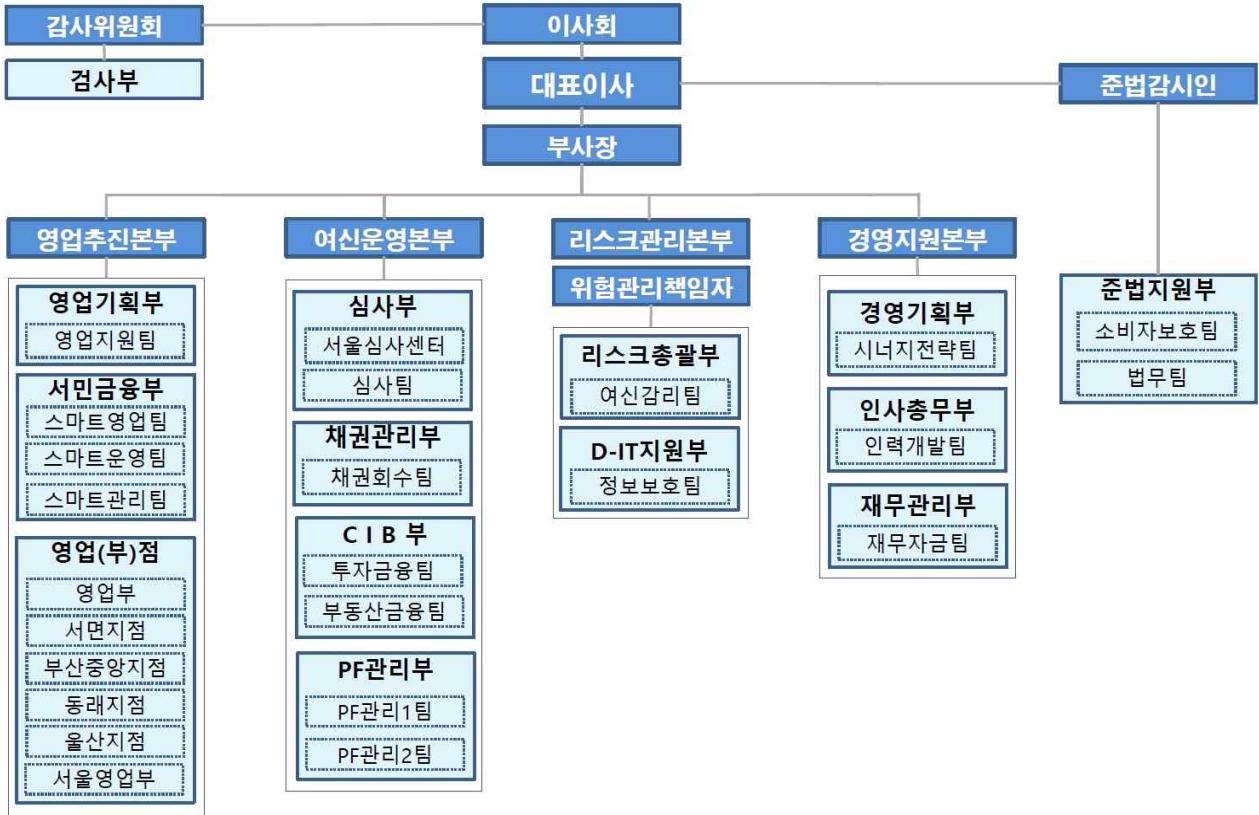 감사위원회
이사회
검사부
대표이사
준법감시인
부사장
영업추진본부
영업기획부
영업지원팀
서민금융부
스마트영업팀
스마트운영팀
스마트관리팀
영업(부)점
영업부
서면지점
부산중앙지점
동래지점
울산지점
서울영업부
여신운영본부
심사부
서울심사센터
심사팀
채권관리부
채권회수팀
C I B 부
투자금융팀
부동산금융팀
PF관리부
PF관리1팀
PF관리2팀
리스크관리본부
위험관리책임자
리스크총괄부
여신감리팀
D-IT지원부
정보보호팀
경영지원본부
경영기획부
시너지전략팀
인사총무부
인력개발팀
재무관리부
재무자금팀
준법지원부
소비자보호팀
법무팀